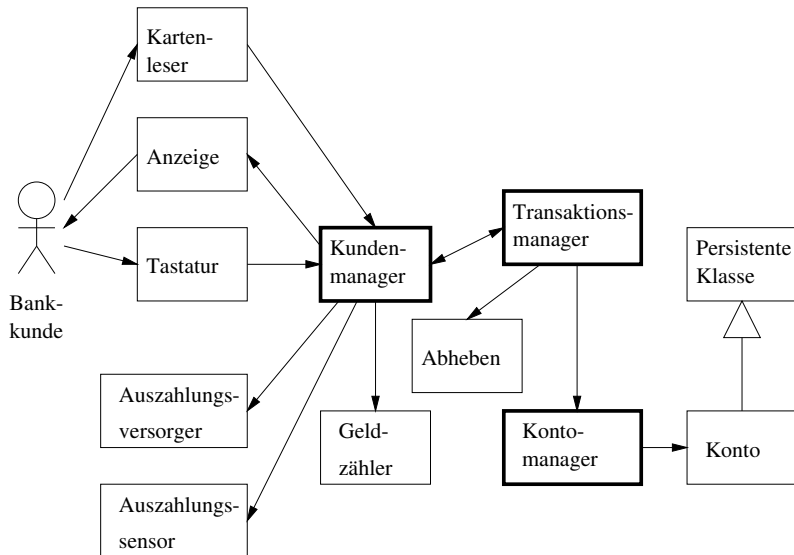 Karten-
leser
Anzeige
Tastatur
Bank-
kunde
Kunden-
manager
Transaktions-
manager
Persistente
Klasse
Abheben
Auszahlungs-
versorger
Geld-
zähler
Konto-
manager
Konto
Auszahlungs-
sensor